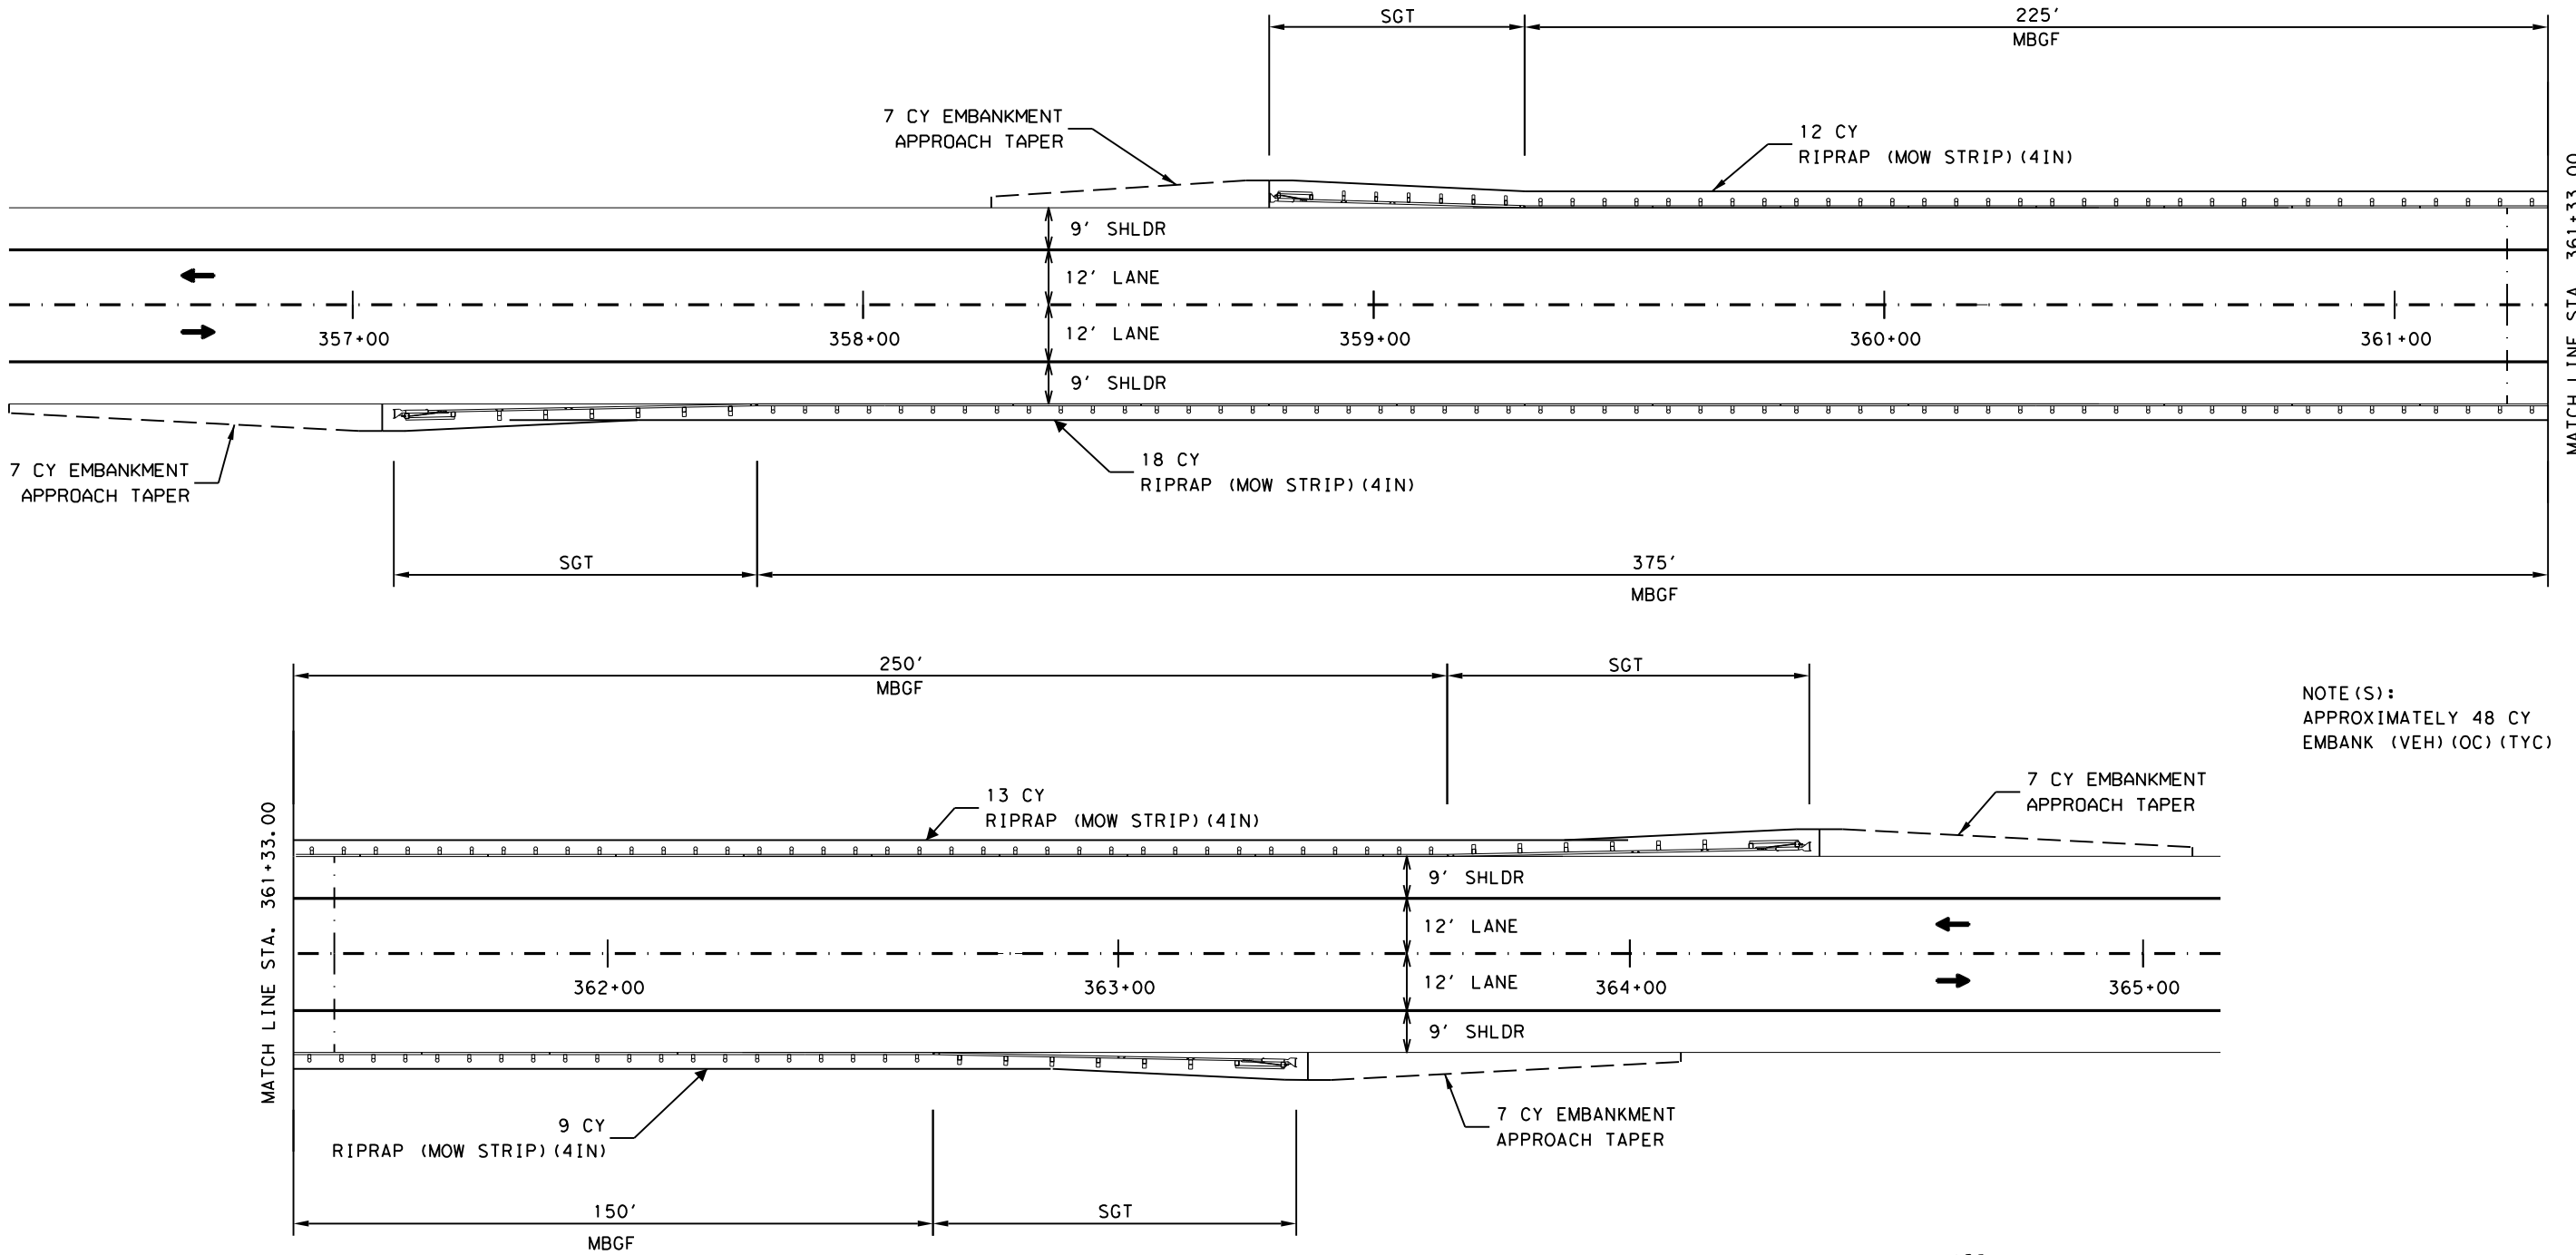 SGT
225'
MBGF
7 CY EMBANKMENT
APPROACH TAPER
12 CY
RIPRAP (MOW STRIP)(4IN)
9' SHLDR
12' LANE
12' LANE
9' SHLDR
357+00
358+00
359+00
360+00
361+00
MATCH LINE STA. 361+33.00
7 CY EMBANKMENT
APPROACH TAPER
18 CY
RIPRAP (MOW STRIP)(4IN)
SGT
375'
MBGF
250'
MBGF
SGT
NOTE(S):
APPROXIMATELY 48 CY
EMBANK (VEH)(OC)(TYC)
13 CY
RIPRAP (MOW STRIP)(4IN)
7 CY EMBANKMENT
APPROACH TAPER
MATCH LINE STA. 361+33.00
9' SHLDR
12' LANE
12' LANE
9' SHLDR
362+00
363+00
364+00
365+00
9 CY
RIPRAP (MOW STRIP)(4IN)
7 CY EMBANKMENT
APPROACH TAPER
150'
MBGF
SGT